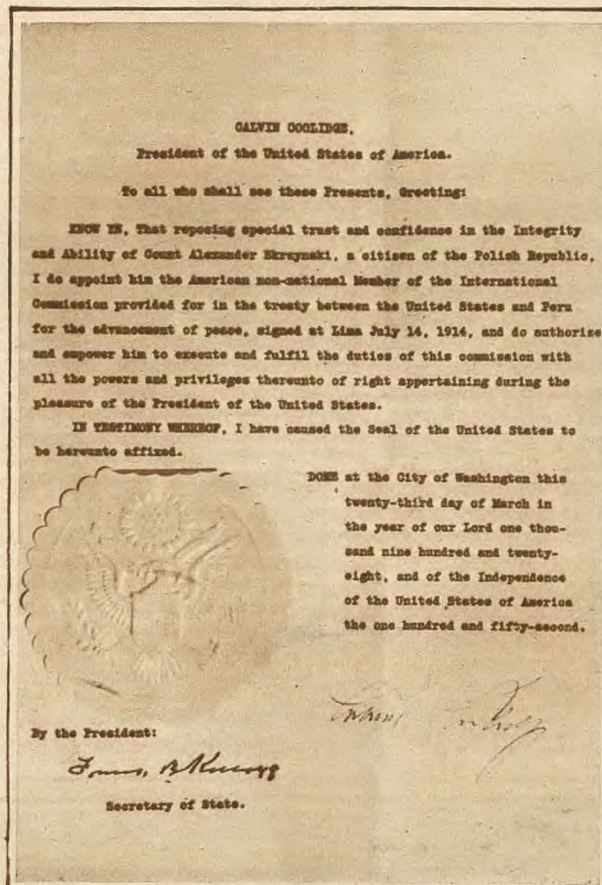 CALVIN COOLIDGE,
President of the United States of America.
To all who shall see these Presents, Greeting:
KNOW YE, That reposing special trust and confidence in the Integrity
and Ability of Count Alexander Skrzynski, a citizen of the Polish Republic,
I do appoint him the American non-national Member of the International
Commission provided for in the treaty between the United States and Peru
for the advancement of peace, signed at Lima July 14, 1914, and do authorize
and empower him to execute and fulfil the duties of this commission with
all the powers and privileges thereunto of right appertaining during the
pleasure of the President of the United States.
IN TESTIMONY WHEREOF, I have caused the Seal of the United States to
be hereunto affixed.
DONE at the City of Washington this
twenty-third day of March in
the year of our Lord one thou-
sand nine hundred and twenty-
eight, and of the Independence
of the United States of America
the one hundred and fifty-second.
Calvin Coolidge
By the President:
Frank B Kellogg
Secretary of State.